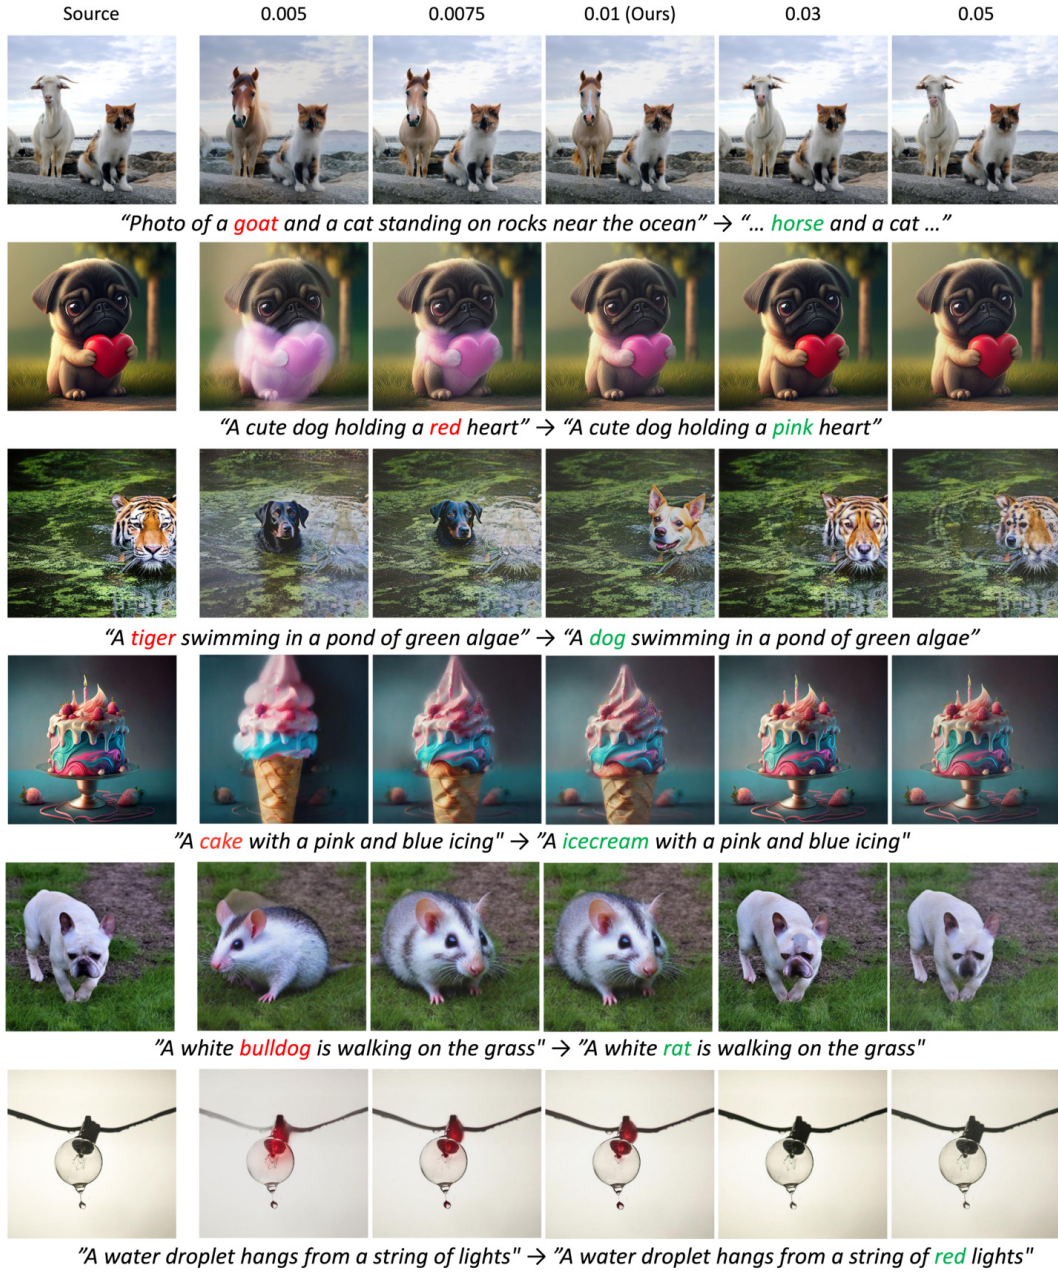 Source 0.005 0.0075 0.01 (Ours) 0.03 0.05
“Photo of a goat and a cat standing on rocks near the ocean” → “... horse and a cat ...”
“A cute dog holding a red heart” → “A cute dog holding a pink heart”
“A tiger swimming in a pond of green algae” → “A dog swimming in a pond of green algae”
”A cake with a pink and blue icing" → ”A icecream with a pink and blue icing"
”A white bulldog is walking on the grass" → ”A white rat is walking on the grass"
”A water droplet hangs from a string of lights" → ”A water droplet hangs from a string of red lights"